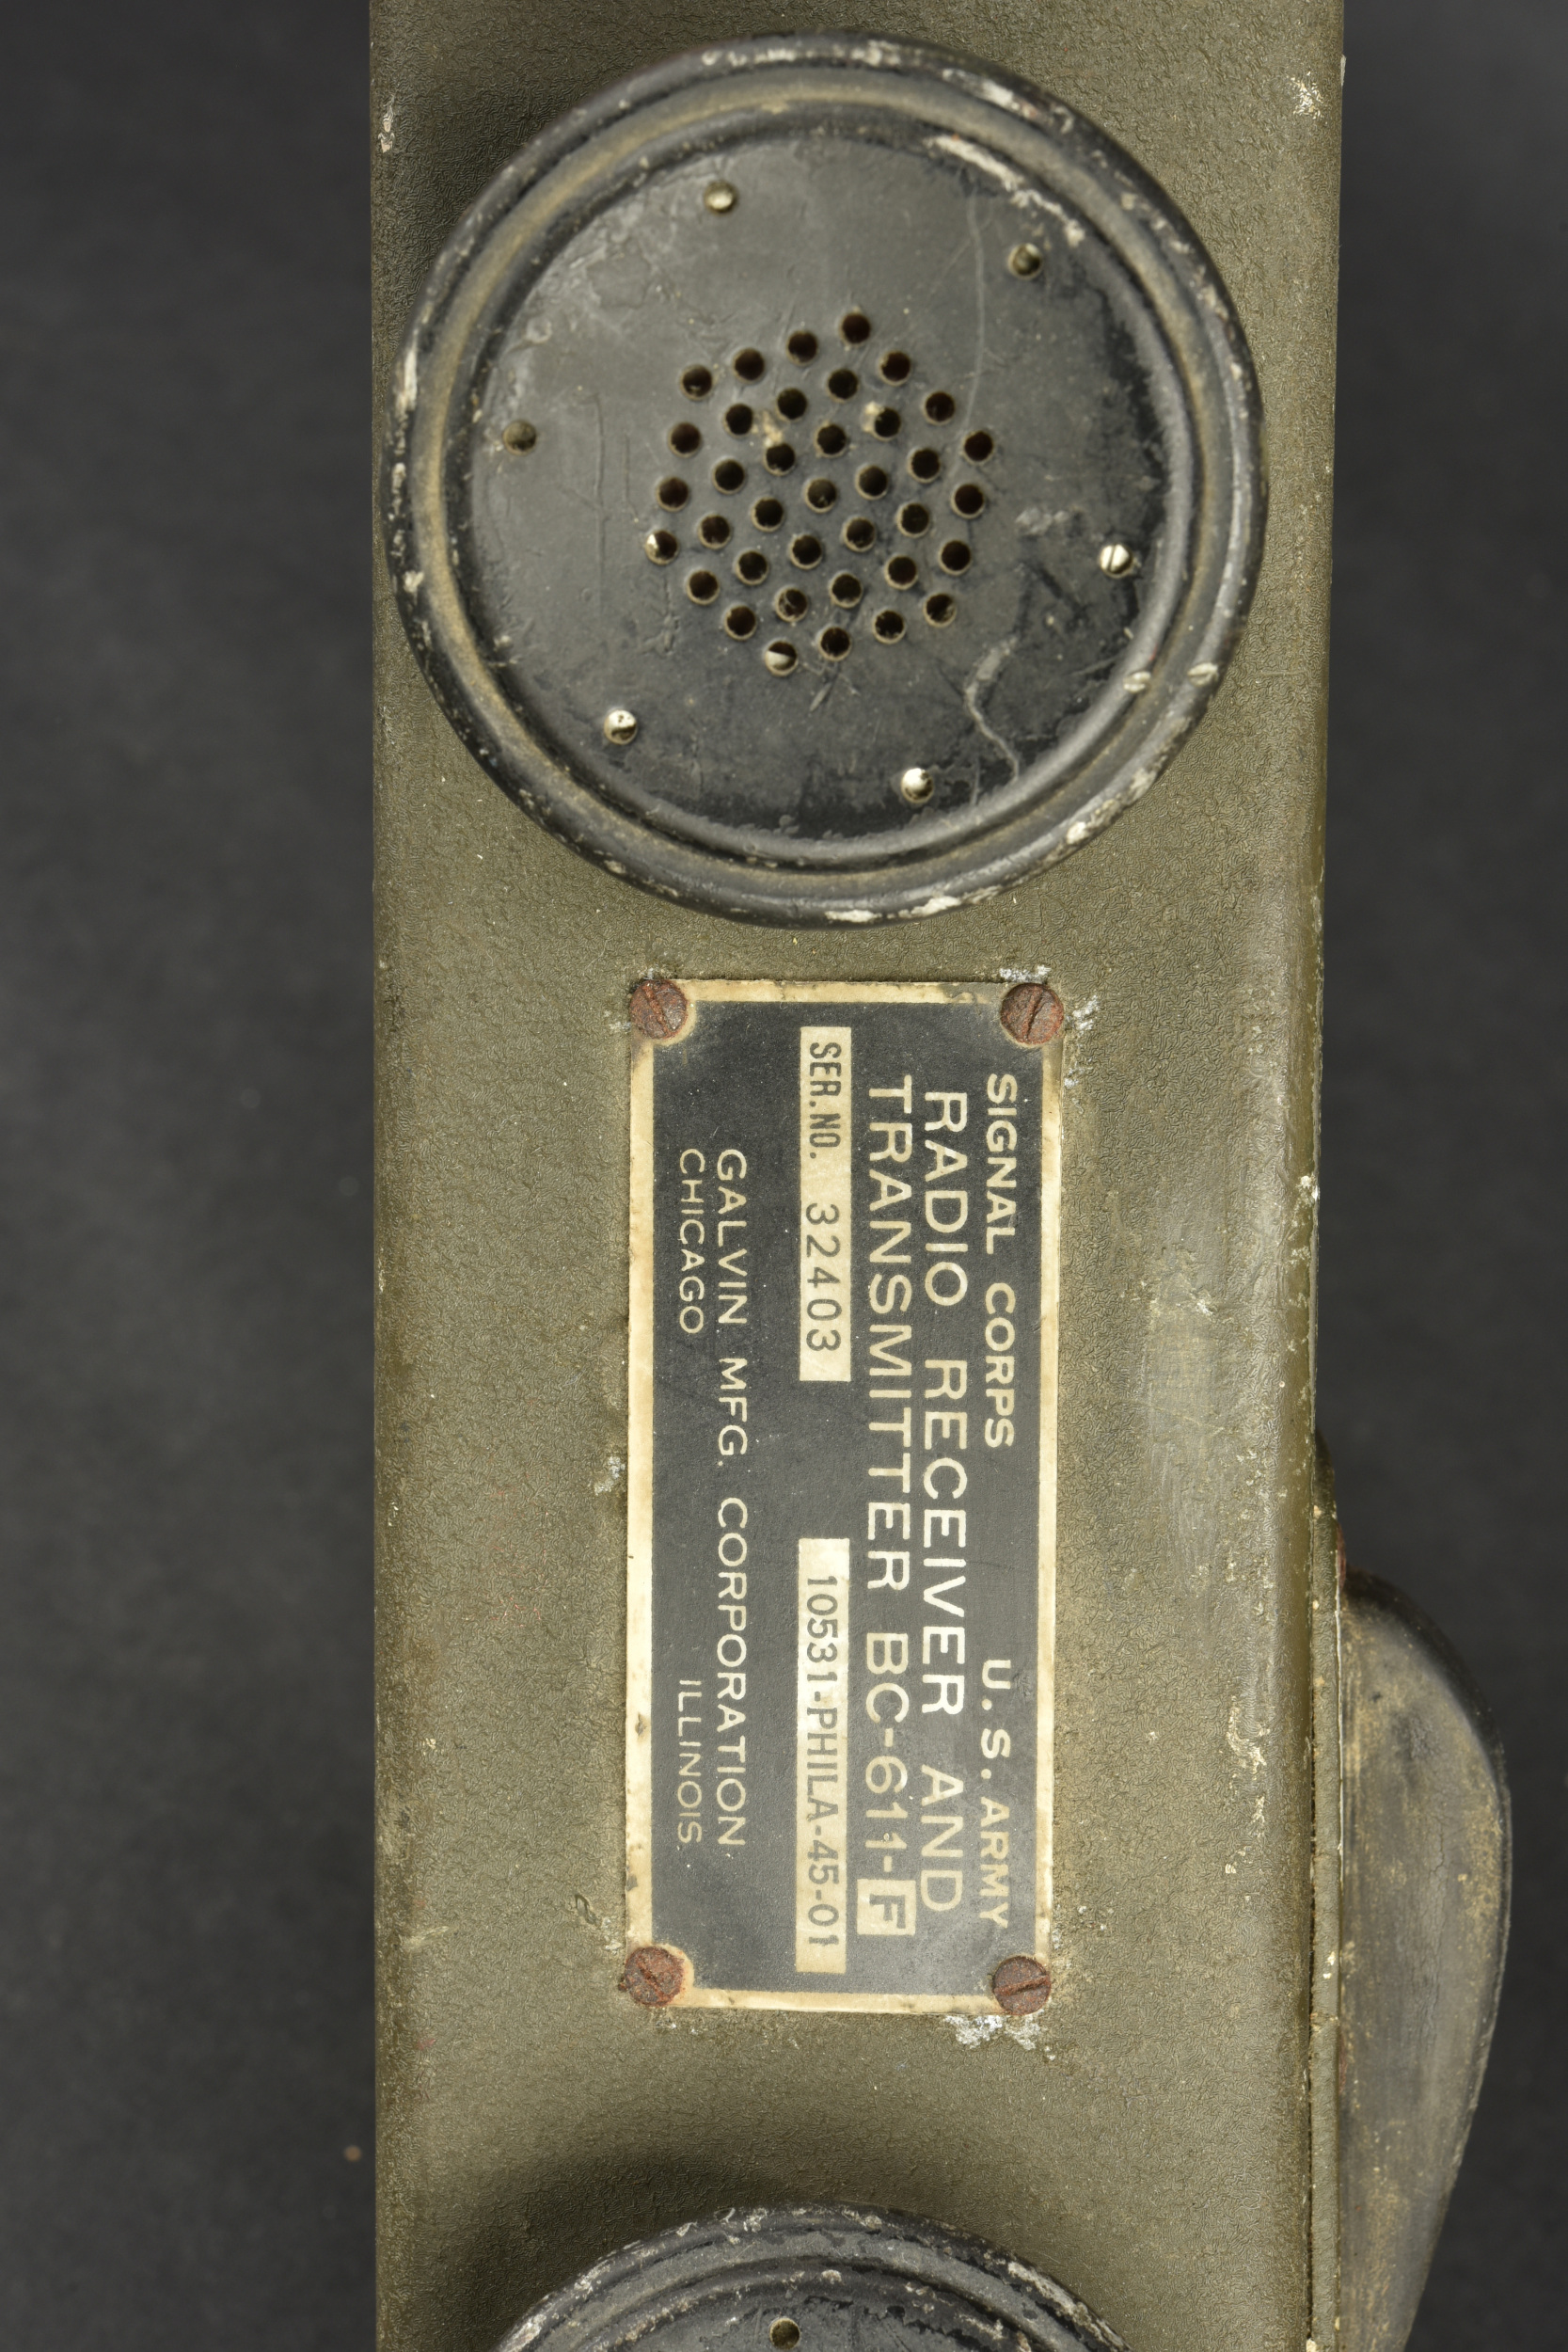 SIGNAL CORPS U.S. ARMY
RADIO RECEIVER AND
TRANSMITTER BC-611-F
SER.NO. 32403 10531-PHILA-45-01
GALVIN MFG. CORPORATION
CHICAGO ILLINOIS.